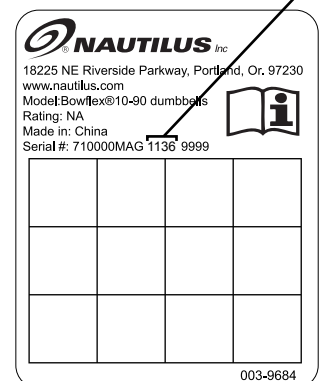 NAUTILUS Inc
18225 NE Riverside Parkway, Portland, Or. 97230
www.nautilus.com
Model:Bowflex®10-90 dumbbells
Rating: NA
Made in: China
Serial #: 710000MAG 1136 9999
003-9684